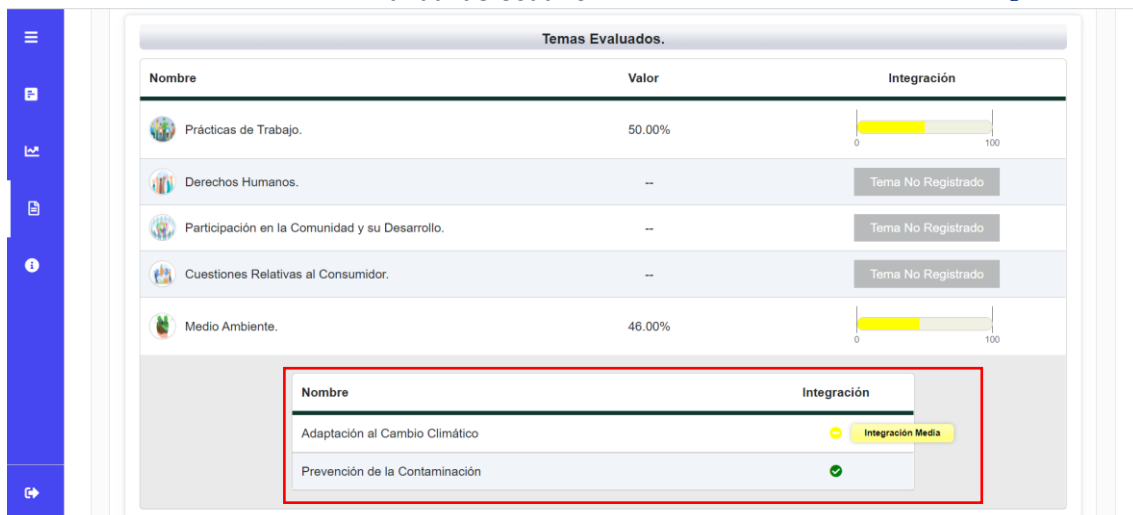 Temas Evaluados.
Nombre Valor Integración
Prácticas de Trabajo. 50.00%
0 100
Derechos Humanos. -- Tema No Registrado
Participación en la Comunidad y su Desarrollo. -- Tema No Registrado
Cuestiones Relativas al Consumidor. -- Tema No Registrado
Medio Ambiente. 46.00%
0 100
Nombre Integración
Adaptación al Cambio Climático Integración Media
Prevención de la Contaminación